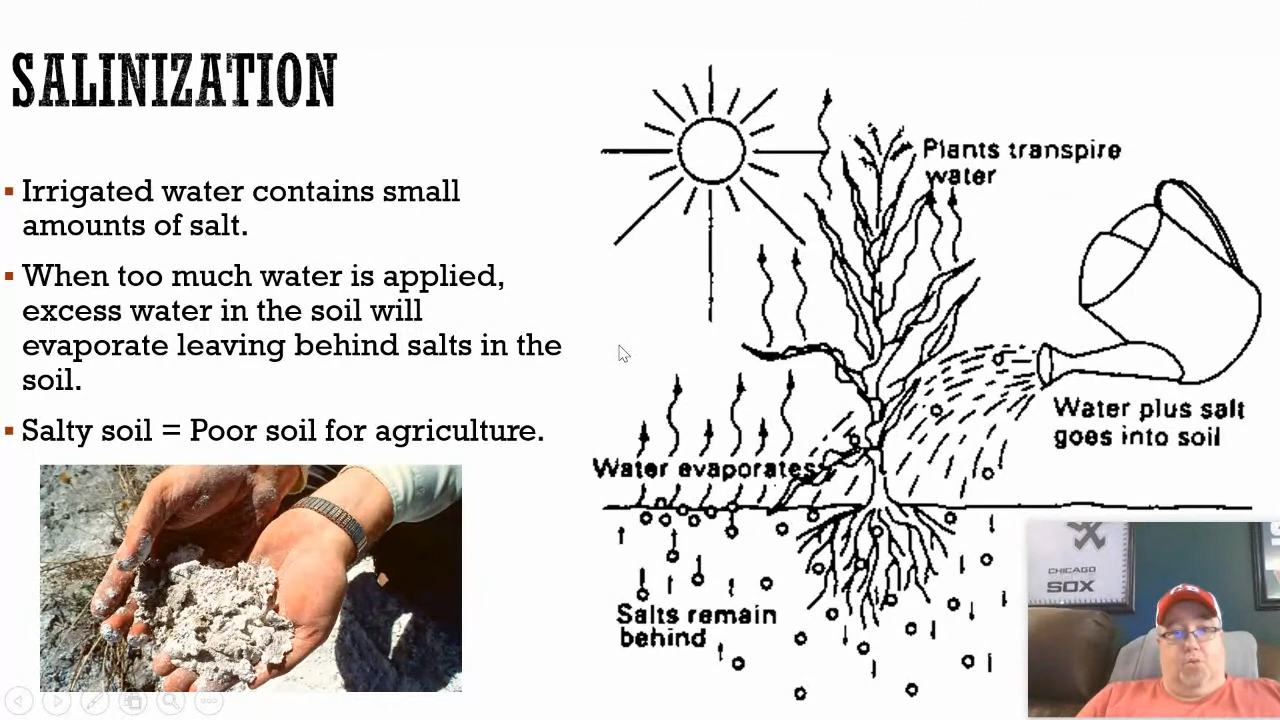 SALINIZATION
▪ Irrigated water contains small
amounts of salt.
▪ When too much water is applied,
excess water in the soil will
evaporate leaving behind salts in the
soil.
▪ Salty soil = Poor soil for agriculture.
Plants transpire
water
Water plus salt
goes into soil
Water evaporates
Salts remain
behind
CHICAGO
SOX